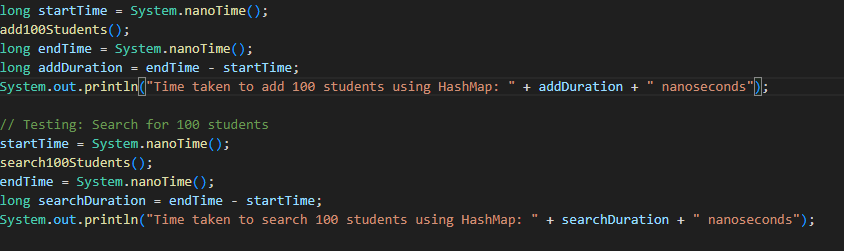 long startTime = System.nanoTime();
add100Students();
long endTime = System.nanoTime();
long addDuration = endTime - startTime;
System.out.println("Time taken to add 100 students using HashMap: " + addDuration + " nanoseconds");
// Testing: Search for 100 students
startTime = System.nanoTime();
search100Students();
endTime = System.nanoTime();
long searchDuration = endTime - startTime;
System.out.println("Time taken to search 100 students using HashMap: " + searchDuration + " nanoseconds");